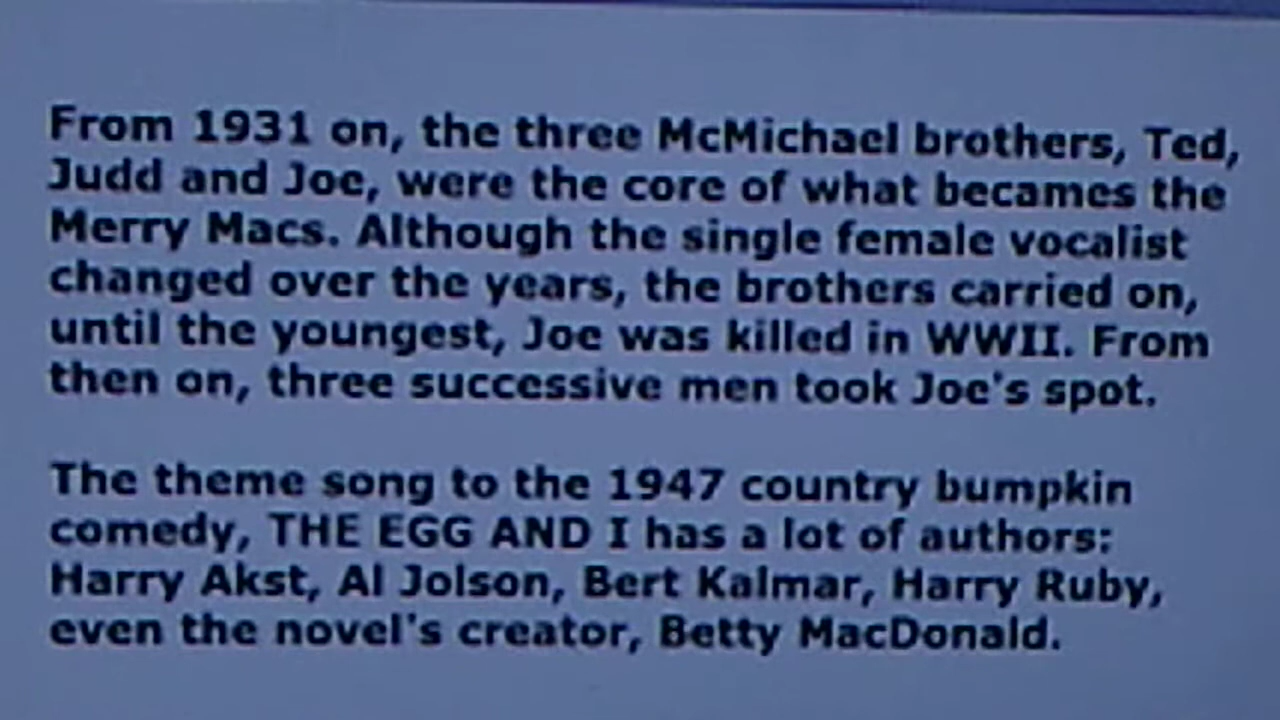 From 1931 on, the three McMichael brothers, Ted,
Judd and Joe, were the core of what becames the
Merry Macs. Although the single female vocalist
changed over the years, the brothers carried on,
until the youngest, Joe was killed in WWII. From
then on, three successive men took Joe's spot.
The theme song to the 1947 country bumpkin
comedy, THE EGG AND I has a lot of authors:
Harry Akst, Al Jolson, Bert Kalmar, Harry Ruby,
even the novel's creator, Betty MacDonald.